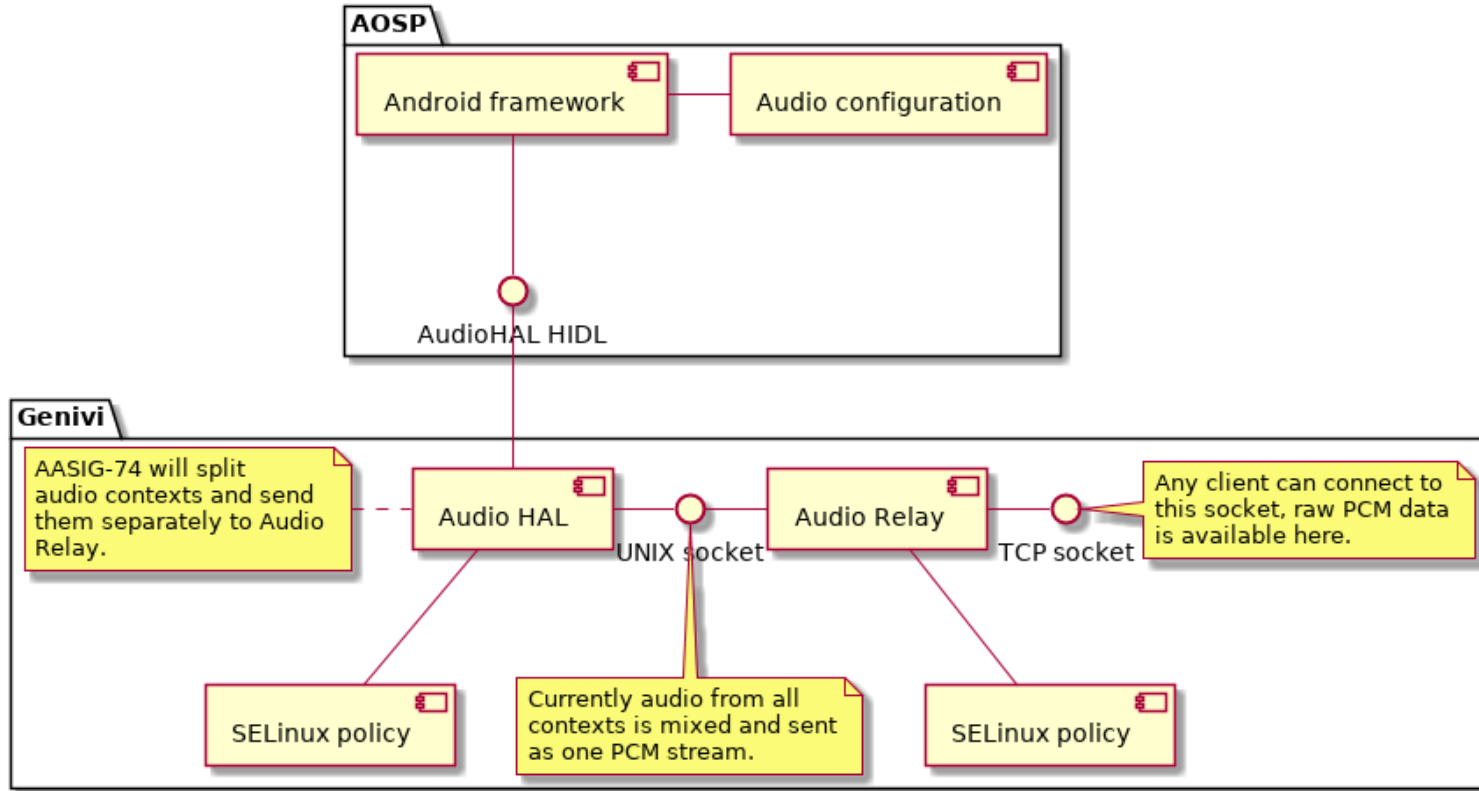 AOSP
Android framework
Audio configuration
AudioHAL HIDL
Genivi
AASIG-74 will split
audio contexts and send
them separately to Audio
Relay.
Audio HAL
UNIX socket
Audio Relay
TCP socket
Any client can connect to
this socket, raw PCM data
is available here.
SELinux policy
Currently audio from all
contexts is mixed and sent
as one PCM stream.
SELinux policy